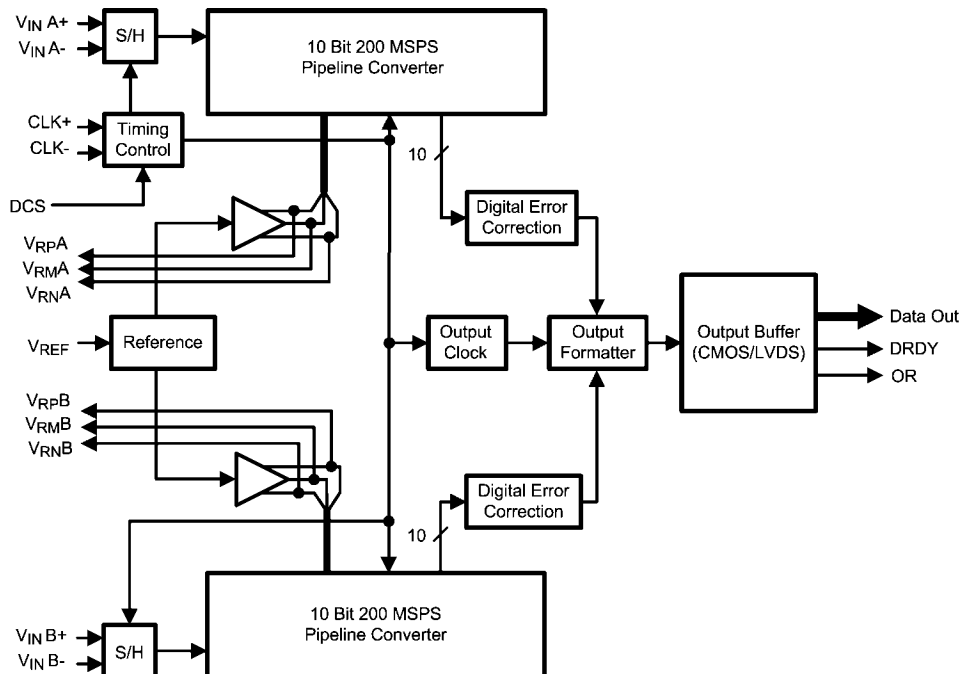 VIN A+
VIN A-
S/H
10 Bit 200 MSPS
Pipeline Converter
CLK+
CLK-
Timing
Control
10
DCS
Digital Error
Correction
VRPA
VRMA
VRNA
VREF
Reference
Output
Clock
Output
Formatter
Output Buffer
(CMOS/LVDS)
Data Out
DRDY
OR
VRPB
VRMB
VRNB
Digital Error
Correction
10
10 Bit 200 MSPS
Pipeline Converter
VIN B+
VIN B-
S/H